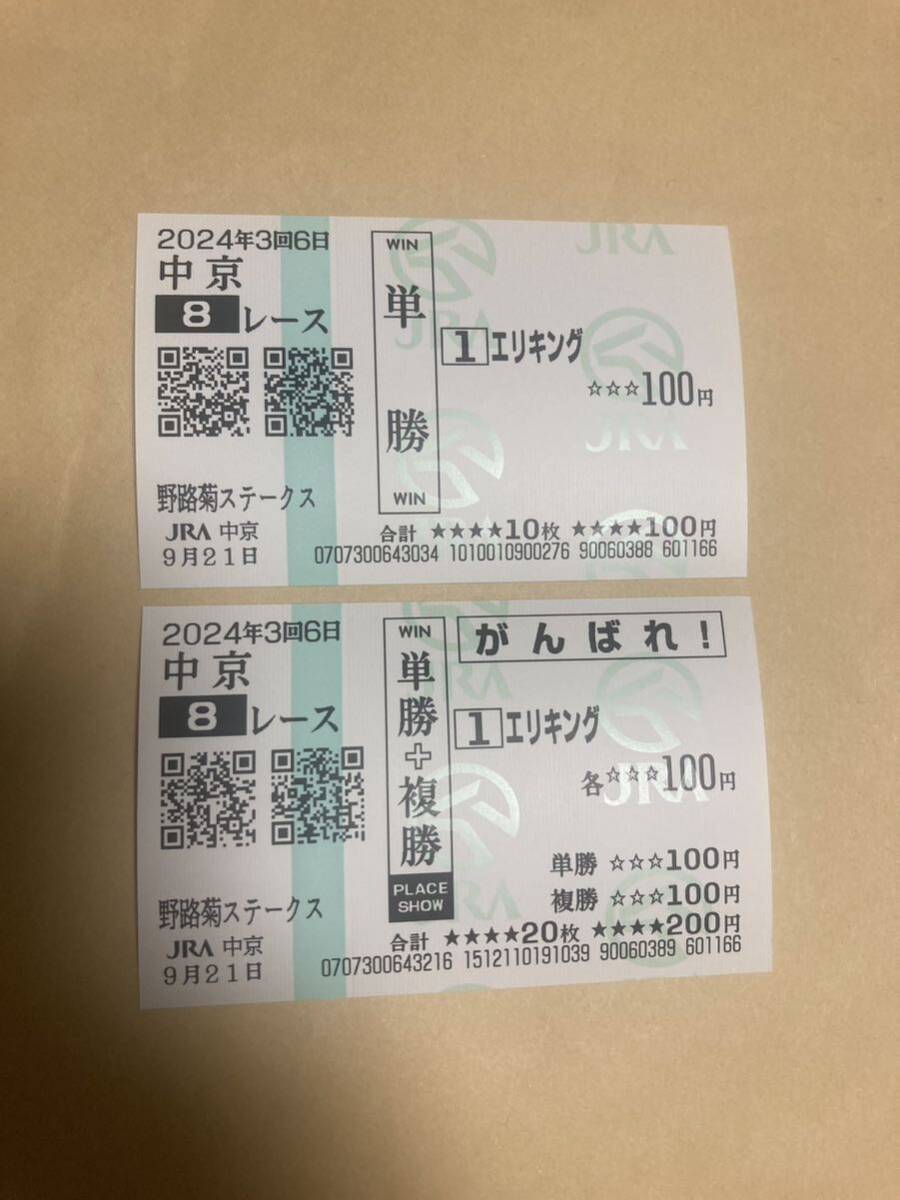 2024年3回6日
中京
8レース
野路菊ステークス
JRA 中京
9月21日
WIN
単勝
WIN
1エリキング
☆☆☆100円
合計 ★★★★10枚 ★★★★100円
0707300643034 1010010900276 90060388 601166
JRA
JRA
JRA
2024年3回6日
中京
8レース
野路菊ステークス
JRA 中京
9月21日
WIN
単勝+複勝
PLACE
SHOW
がんばれ!
1エリキング
各☆☆☆100円
単勝 ☆☆☆100円
複勝 ☆☆☆100円
合計 ★★★★20枚 ★★★★200円
0707300643216 1512110191039 90060389 601166
JRA
JRA
JRA